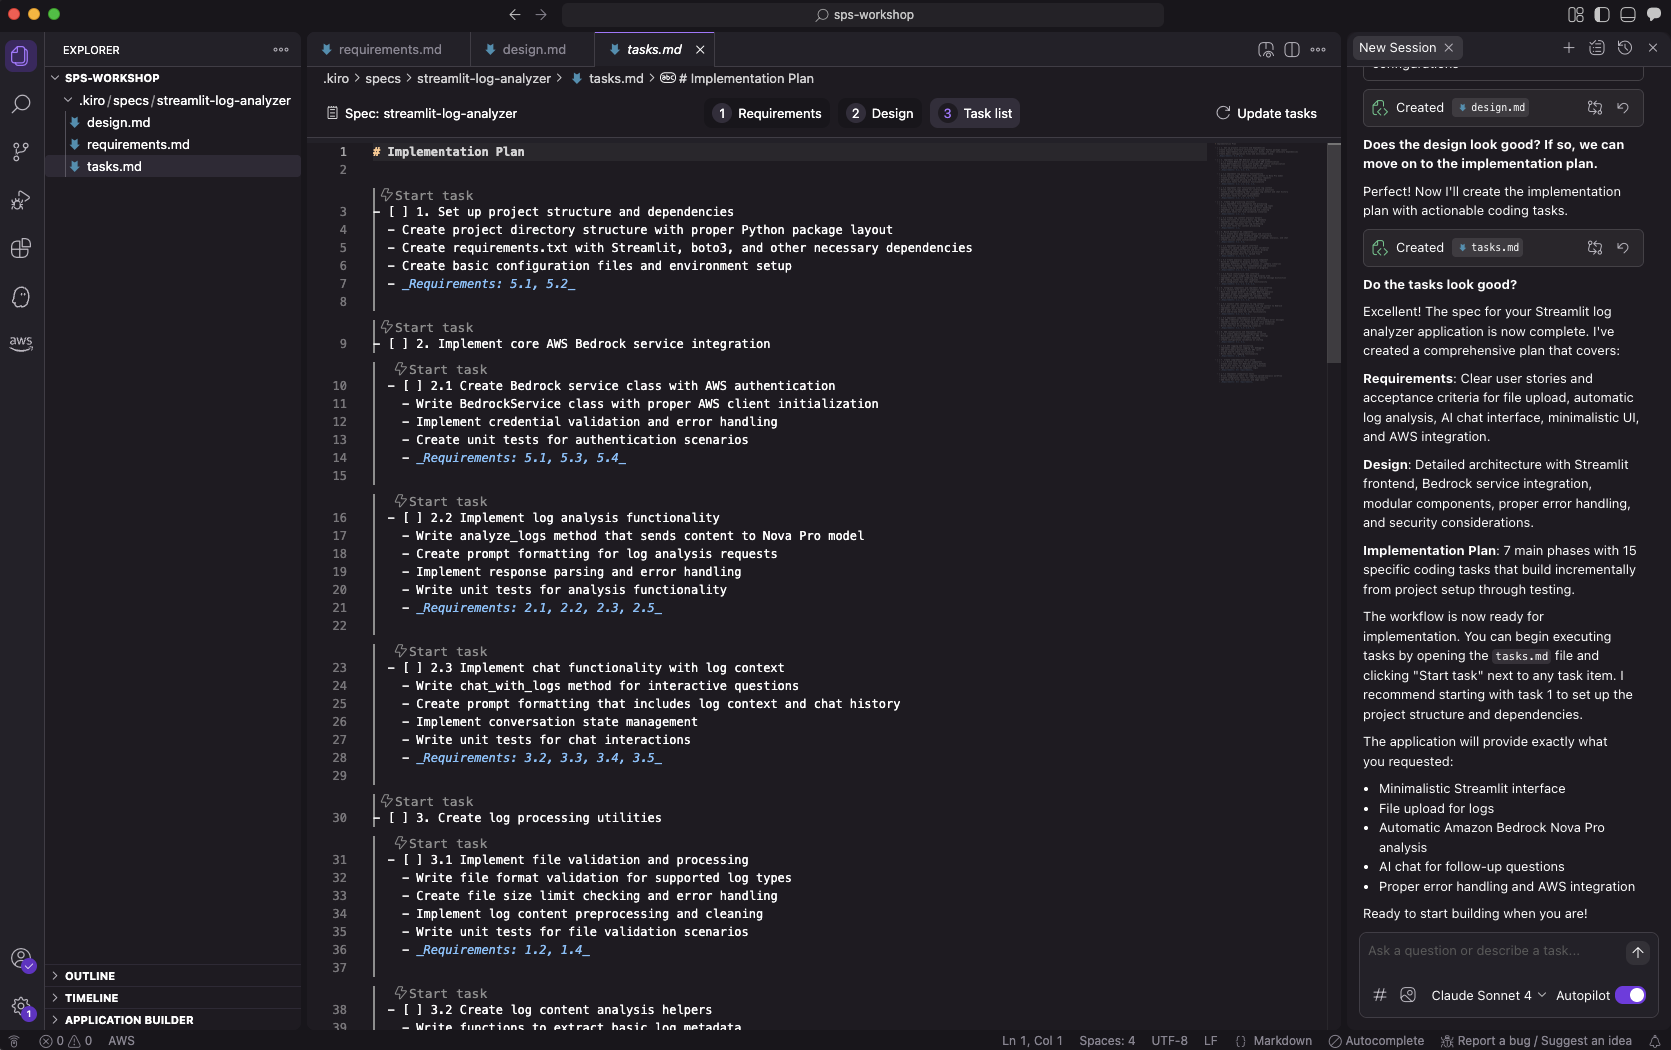 sps-workshop
EXPLORER
SPS-WORKSHOP
.kiro / specs / streamlit-log-analyzer
design.md
requirements.md
tasks.md
OUTLINE
TIMELINE
APPLICATION BUILDER
aws
1
requirements.md
design.md
tasks.md
.kiro > specs > streamlit-log-analyzer > tasks.md > abc # Implementation Plan
Spec: streamlit-log-analyzer
1 Requirements
2 Design
3 Task list
Update tasks
1 # Implementation Plan
2
Start task
3 - [ ] 1. Set up project structure and dependencies
4 - Create project directory structure with proper Python package layout
5 - Create requirements.txt with Streamlit, boto3, and other necessary dependencies
6 - Create basic configuration files and environment setup
7 - _Requirements: 5.1, 5.2_
8
Start task
9 - [ ] 2. Implement core AWS Bedrock service integration
Start task
10 - [ ] 2.1 Create Bedrock service class with AWS authentication
11 - Write BedrockService class with proper AWS client initialization
12 - Implement credential validation and error handling
13 - Create unit tests for authentication scenarios
14 - _Requirements: 5.1, 5.3, 5.4_
15
Start task
16 - [ ] 2.2 Implement log analysis functionality
17 - Write analyze_logs method that sends content to Nova Pro model
18 - Create prompt formatting for log analysis requests
19 - Implement response parsing and error handling
20 - Write unit tests for analysis functionality
21 - _Requirements: 2.1, 2.2, 2.3, 2.5_
22
Start task
23 - [ ] 2.3 Implement chat functionality with log context
24 - Write chat_with_logs method for interactive questions
25 - Create prompt formatting that includes log context and chat history
26 - Implement conversation state management
27 - Write unit tests for chat interactions
28 - _Requirements: 3.2, 3.3, 3.4, 3.5_
29
Start task
30 - [ ] 3. Create log processing utilities
Start task
31 - [ ] 3.1 Implement file validation and processing
32 - Write file format validation for supported log types
33 - Create file size limit checking and error handling
34 - Implement log content preprocessing and cleaning
35 - Write unit tests for file validation scenarios
36 - _Requirements: 1.2, 1.4_
37
Start task
38 - [ ] 3.2 Create log content analysis helpers
39 - Write functions to extract basic log metadata
New Session
configurations
Created design.md
Does the design look good? If so, we can
move on to the implementation plan.
Perfect! Now I'll create the implementation
plan with actionable coding tasks.
Created tasks.md
Do the tasks look good?
Excellent! The spec for your Streamlit log
analyzer application is now complete. I've
created a comprehensive plan that covers:
Requirements: Clear user stories and
acceptance criteria for file upload, automatic
log analysis, AI chat interface, minimalistic UI,
and AWS integration.
Design: Detailed architecture with Streamlit
frontend, Bedrock service integration,
modular components, proper error handling,
and security considerations.
Implementation Plan: 7 main phases with 15
specific coding tasks that build incrementally
from project setup through testing.
The workflow is now ready for
implementation. You can begin executing
tasks by opening the tasks.md file and
clicking "Start task" next to any task item. I
recommend starting with task 1 to set up the
project structure and dependencies.
The application will provide exactly what
you requested:
• Minimalistic Streamlit interface
• File upload for logs
• Automatic Amazon Bedrock Nova Pro
analysis
• AI chat for follow-up questions
• Proper error handling and AWS integration
Ready to start building when you are!
Ask a question or describe a task...
# Claude Sonnet 4 Autopilot
0 0 AWS
Ln 1, Col 1 Spaces: 4 UTF-8 LF {} Markdown Autocomplete Report a bug / Suggest an idea